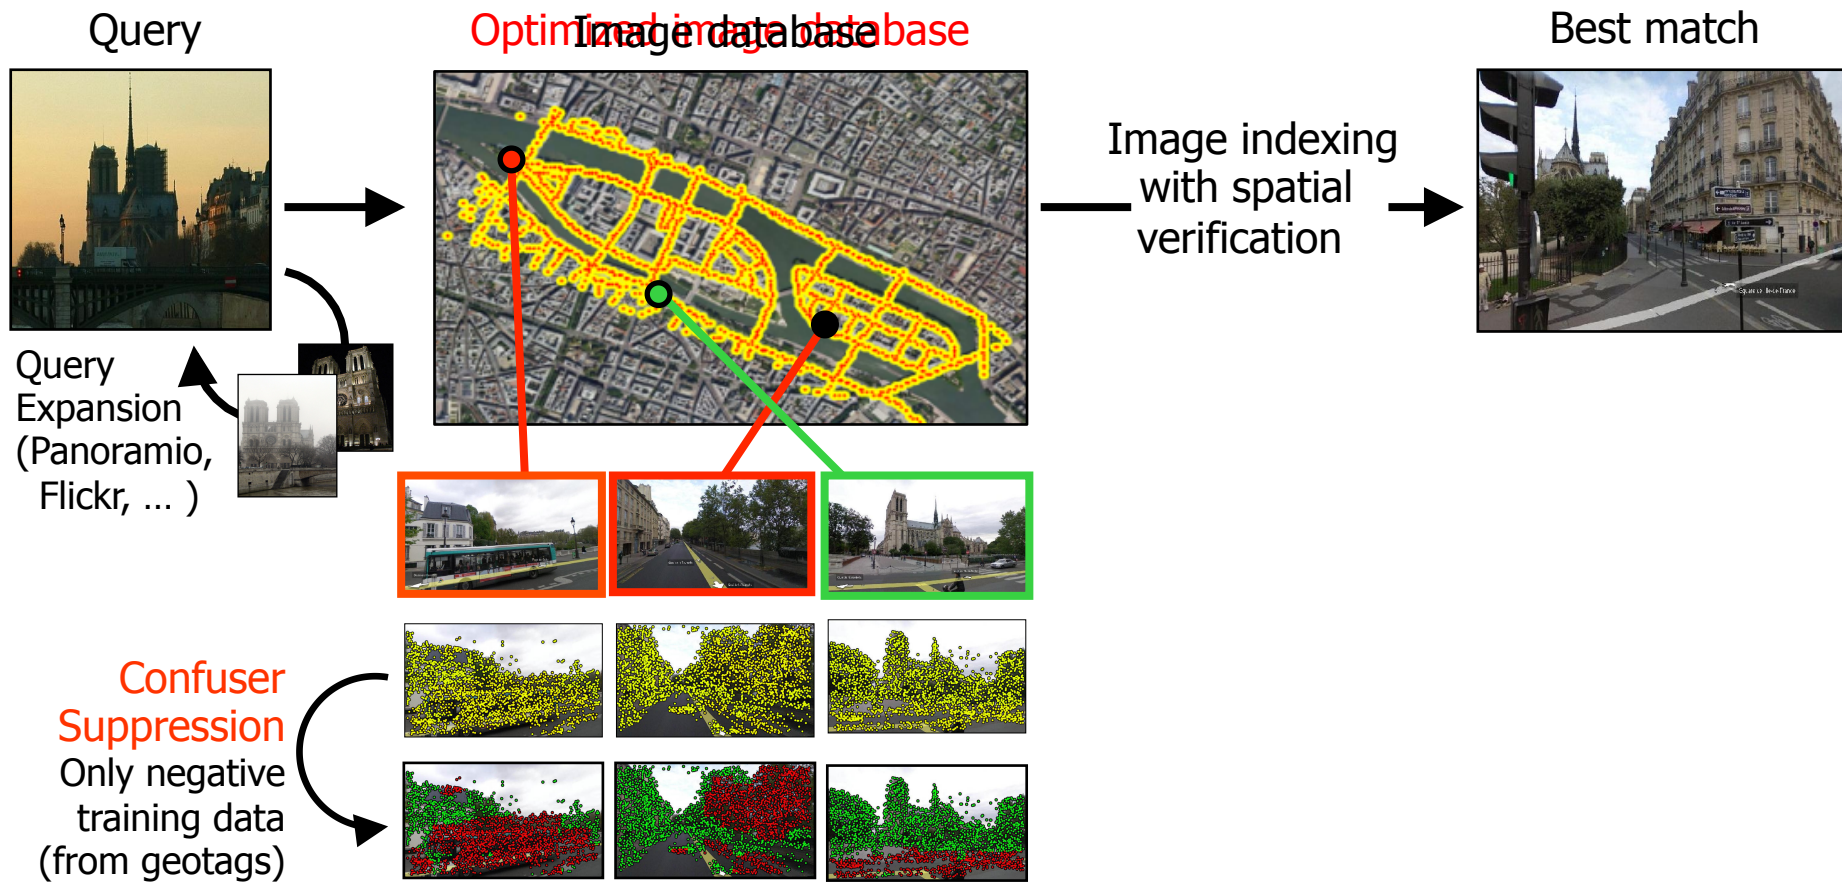 Query
Optimized image database
Image database
Best match
Image indexing
with spatial
verification
Query
Expansion
(Panoramio,
Flickr, ... )
Confuser
Suppression
Only negative
training data
(from geotags)